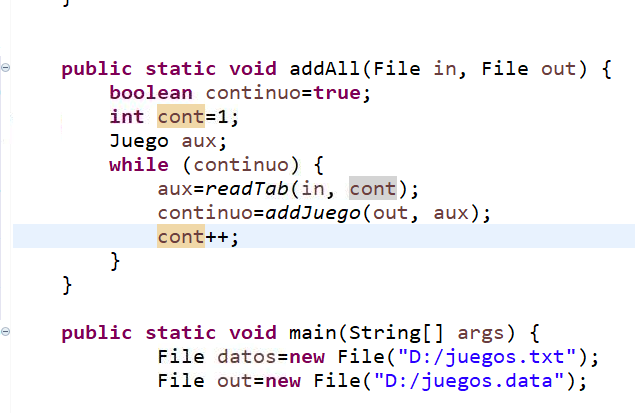 }
public static void addAll(File in, File out) {
boolean continuo=true;
int cont=1;
Juego aux;
while (continuo) {
aux=readTab(in, cont);
continuo=addJuego(out, aux);
cont++;
}
}
public static void main(String[] args) {
File datos=new File("D:/juegos.txt");
File out=new File("D:/juegos.data");